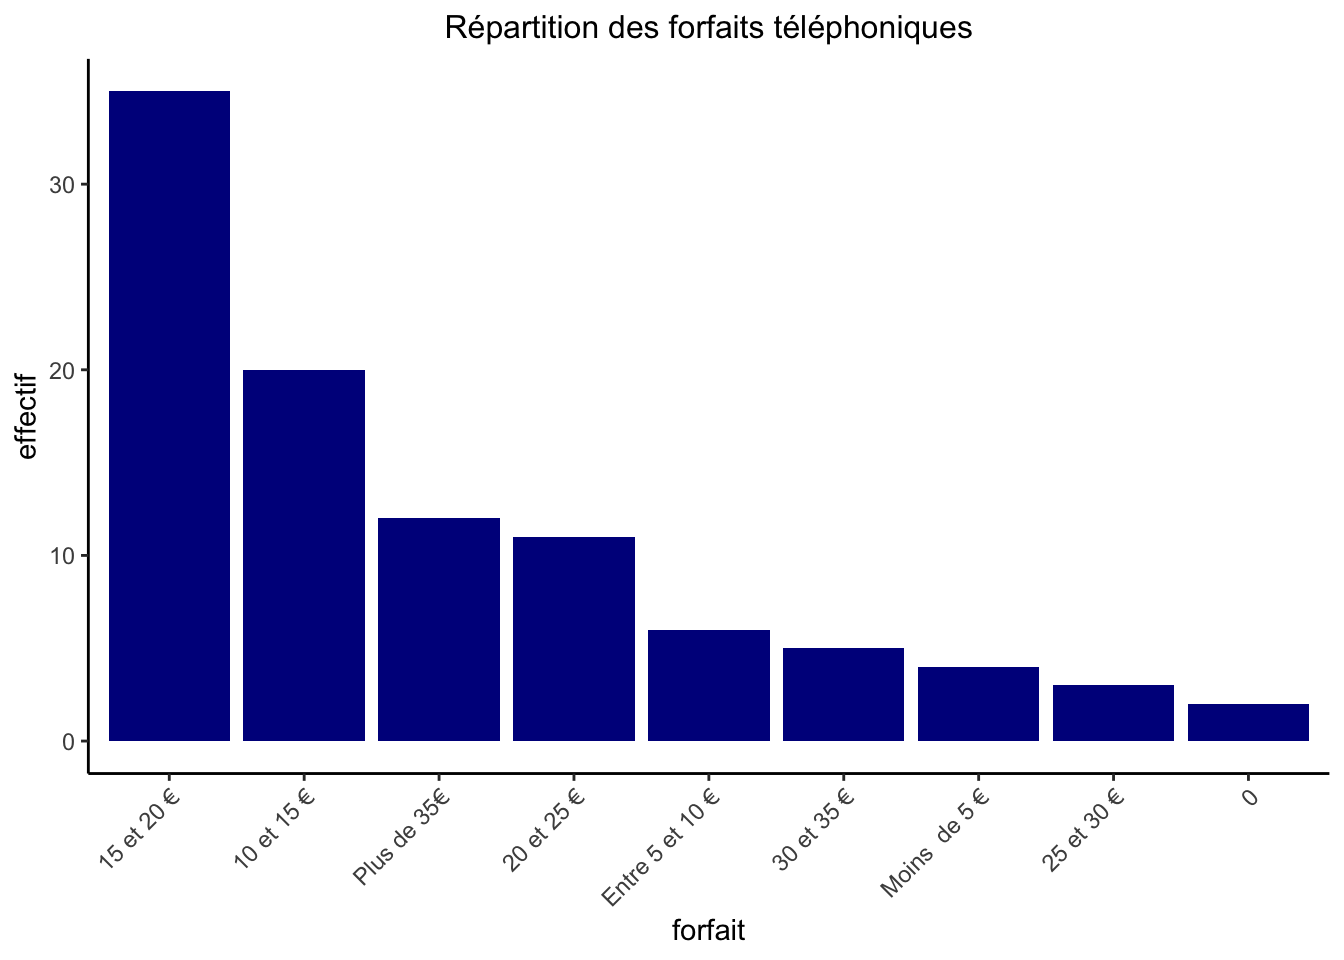 Répartition des forfaits téléphoniques
effectif
30
20
10
0
15 et 20 €
10 et 15 €
Plus de 35€
20 et 25 €
Entre 5 et 10 €
30 et 35 €
Moins  de 5 €
25 et 30 €
0
forfait